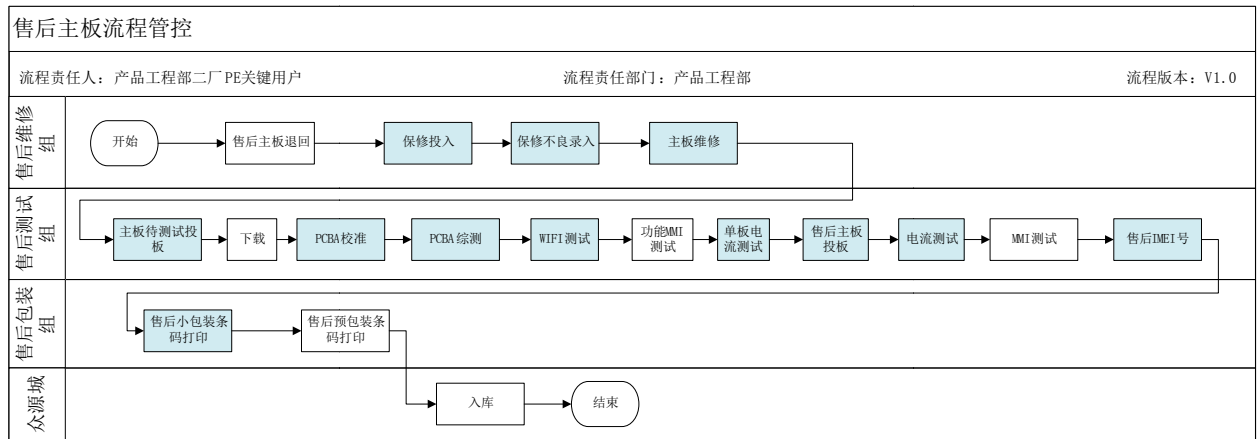 售后主板流程管控
流程责任人：产品工程部二厂PE关键用户
流程责任部门：产品工程部
流程版本：V1.0
售后维修
组
开始
售后主板退回
保修投入
保修不良录入
主板维修
售后测试
组
主板待测试投
板
下载
PCBA校准
PCBA综测
WIFI测试
功能MMI
测试
单板电
流测试
售后主板
投板
电流测试
MMI测试
售后IMEI号
售后包装
组
售后小包装条
码打印
售后预包装条
码打印
众源城
入库
结束